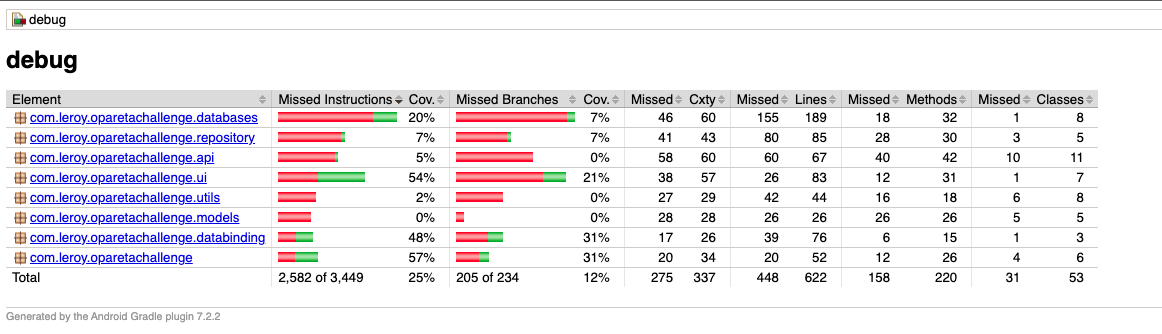 debug
debug
Element Missed Instructions Cov. Missed Branches Cov. Missed Cxty Missed Lines Missed Methods Missed Classes
com.leroy.oparetachallenge.databases 20% 7% 46 60 155 189 18 32 1 8
com.leroy.oparetachallenge.repository 7% 7% 41 43 80 85 28 30 3 5
com.leroy.oparetachallenge.api 5% 0% 58 60 60 67 40 42 10 11
com.leroy.oparetachallenge.ui 54% 21% 38 57 26 83 12 31 1 7
com.leroy.oparetachallenge.utils 2% 0% 27 29 42 44 16 18 6 8
com.leroy.oparetachallenge.models 0% 0% 28 28 26 26 26 26 5 5
com.leroy.oparetachallenge.databinding 48% 31% 17 26 39 76 6 15 1 3
com.leroy.oparetachallenge 57% 31% 20 34 20 52 12 26 4 6
Total 2,582 of 3,449 25% 205 of 234 12% 275 337 448 622 158 220 31 53
Generated by the Android Gradle plugin 7.2.2